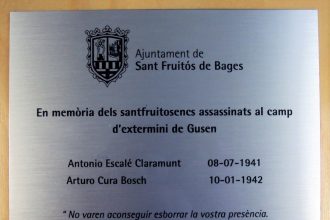 Ajuntament de
Sant Fruitós de Bages
En memòria dels santfruitosencs assassinats al camp
d'extermini de Gusen
Antonio Escalé Claramunt 08-07-1941
Arturo Cura Bosch 10-01-1942
"No varen aconseguir esborrar la vostra presència.